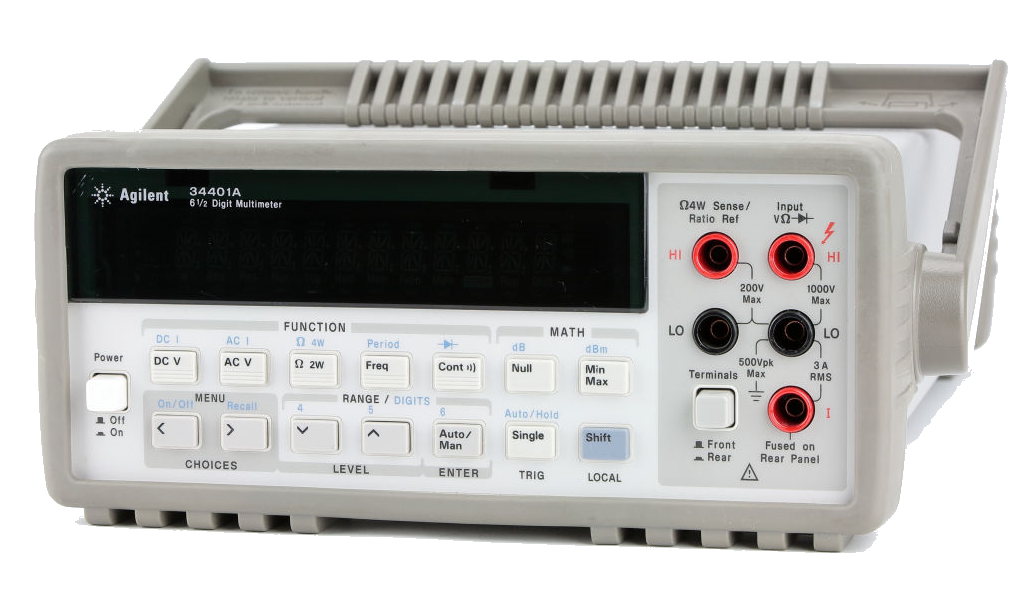 Agilent 34401A
6½ Digit Multimeter
FUNCTION
MATH
DC I
AC I
Ω 4W
Period
dB
dBm
DC V
AC V
Ω 2W
Freq
Cont
Null
Min
Max
Power
Off
On
MENU
RANGE / DIGITS
On/Off
Recall
4
5
6
Auto/Hold
<
>
Auto/
Man
Single
Shift
CHOICES
LEVEL
ENTER
TRIG
LOCAL
Ω4W Sense/
Ratio Ref
Input
VΩ
HI
HI
200V
Max
1000V
Max
LO
LO
500Vpk
Max
3A
RMS
Terminals
I
Front
Rear
Fused on
Rear Panel